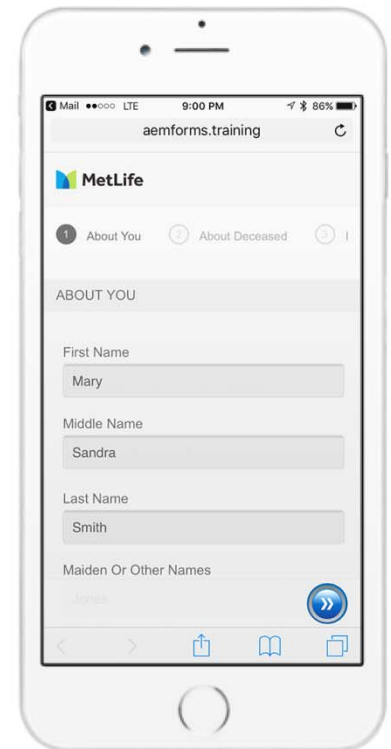 Mail LTE 9:00 PM 86%
aemforms.training
MetLife
1 About You 2 About Deceased 3
ABOUT YOU
First Name
Mary
Middle Name
Sandra
Last Name
Smith
Maiden Or Other Names
Jones